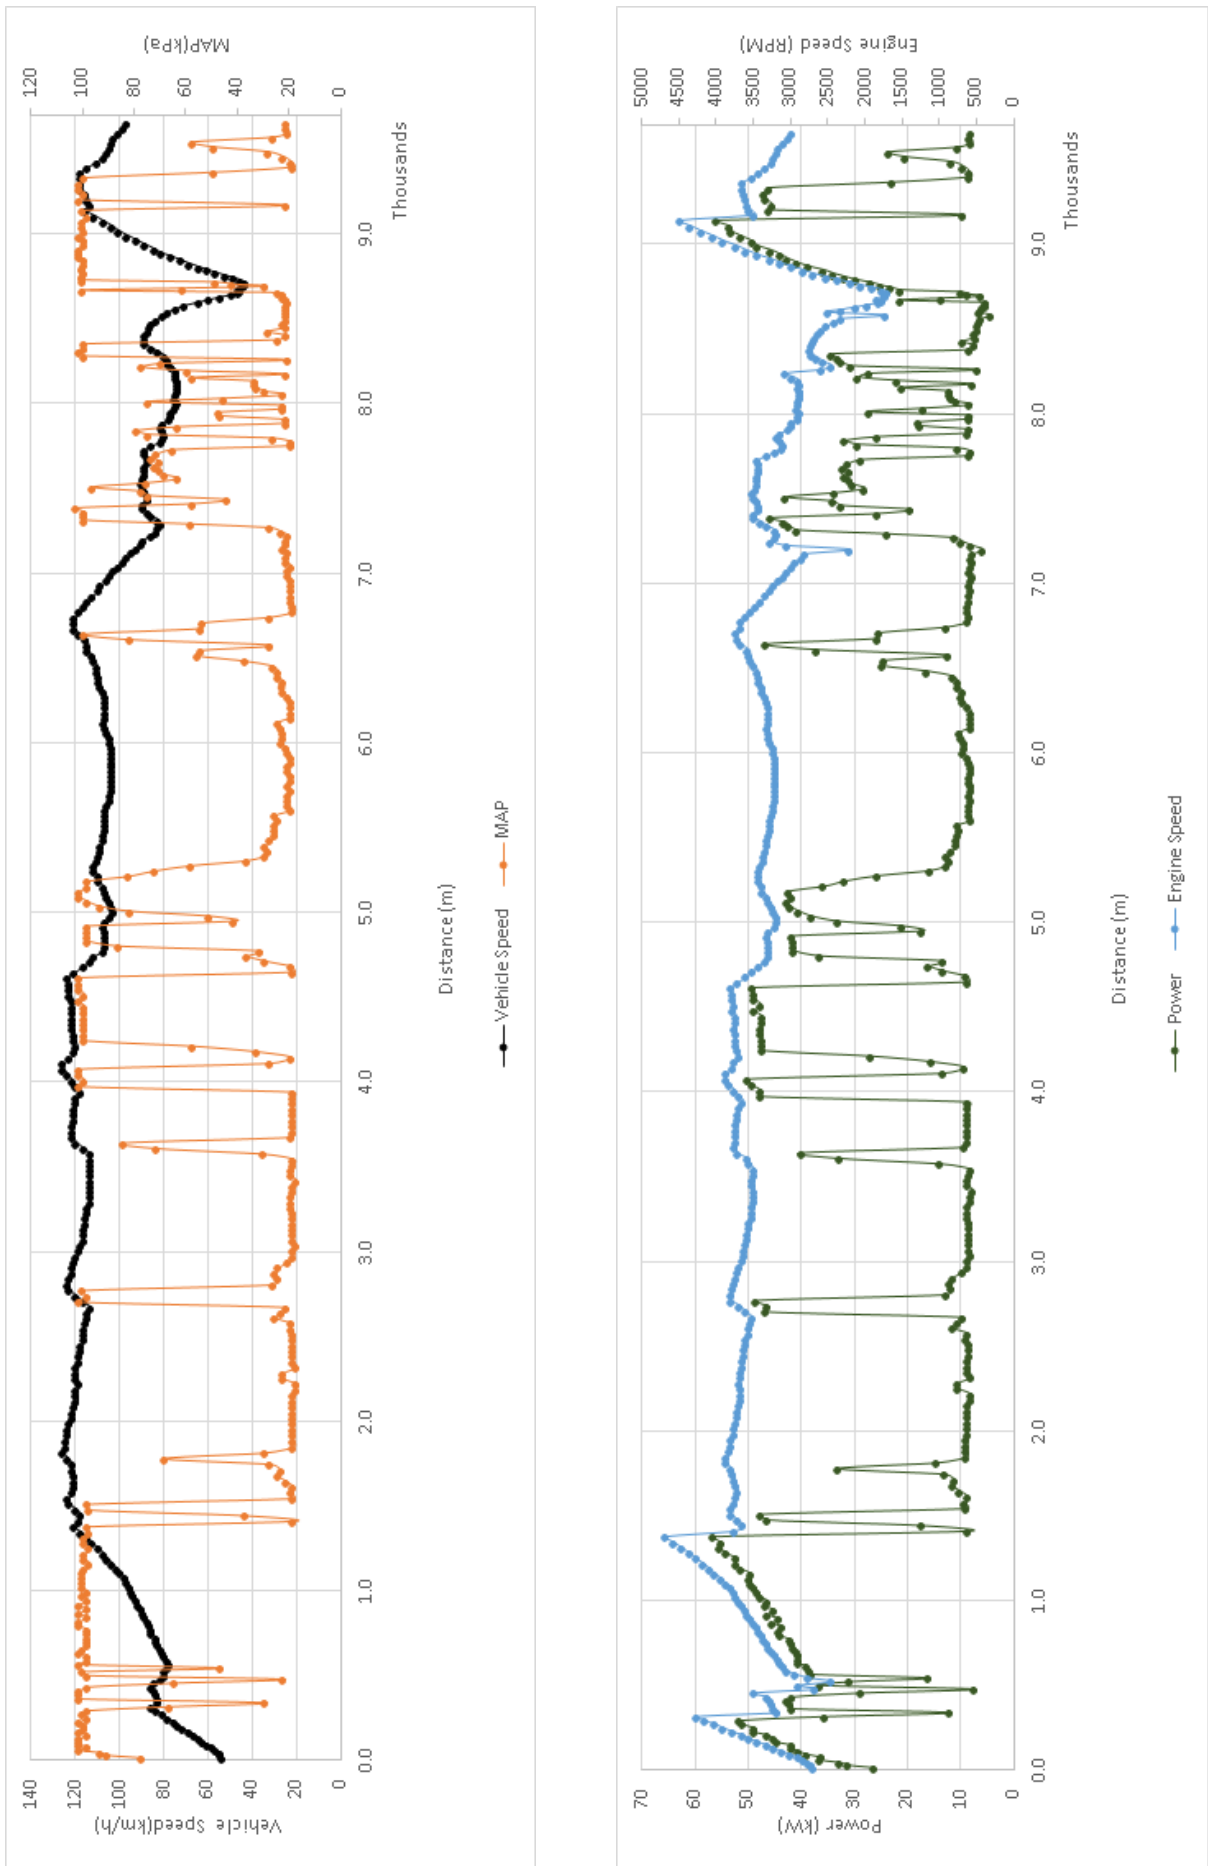 Vehicle Speed(km/h)
140
120
100
80
60
40
20
0
MAP(kPa)
120
100
80
60
40
20
0
0.0 1.0 2.0 3.0 4.0 5.0 6.0 7.0 8.0 9.0
Thousands
Distance (m)
Vehicle Speed MAP
Power (kW)
70
60
50
40
30
20
10
0
Engine Speed (RPM)
5000
4500
4000
3500
3000
2500
2000
1500
1000
500
0
0.0 1.0 2.0 3.0 4.0 5.0 6.0 7.0 8.0 9.0
Thousands
Distance (m)
Power Engine Speed